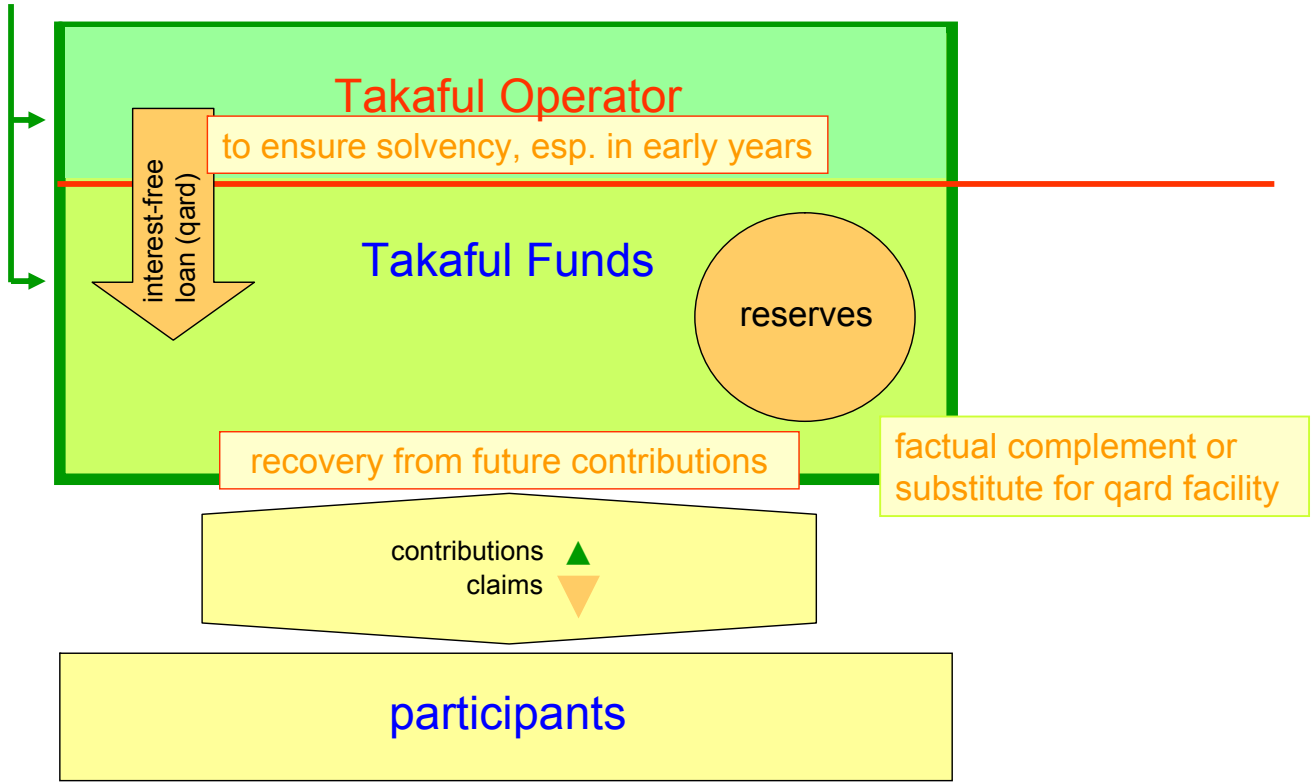 Takaful Operator
to ensure solvency, esp. in early years
interest-free
loan (qard)
Takaful Funds
reserves
recovery from future contributions
factual complement or
substitute for qard facility
contributions
claims
participants